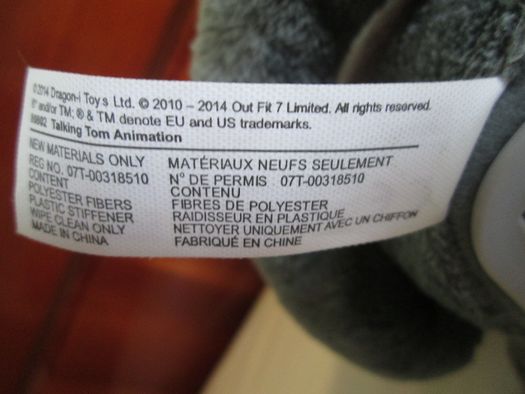 © 2014 Dragon-i Toys Ltd. © 2010 – 2014 Out Fit 7 Limited. All rights reserved.
® and/or TM; ® & TM denote EU and US trademarks.
Talking Tom Animation
NEW MATERIALS ONLY
REG NO. 07T-00318510
CONTENT
POLYESTER FIBERS
PLASTIC STIFFENER
WIPE CLEAN ONLY
MADE IN CHINA
MATÉRIAUX NEUFS SEULEMENT
N° DE PERMIS 07T-00318510
CONTENU
FIBRES DE POLYESTER
RAIDISSEUR EN PLASTIQUE
NETTOYER UNIQUEMENT AVEC UN CHIFFON
FABRIQUÉ EN CHINE